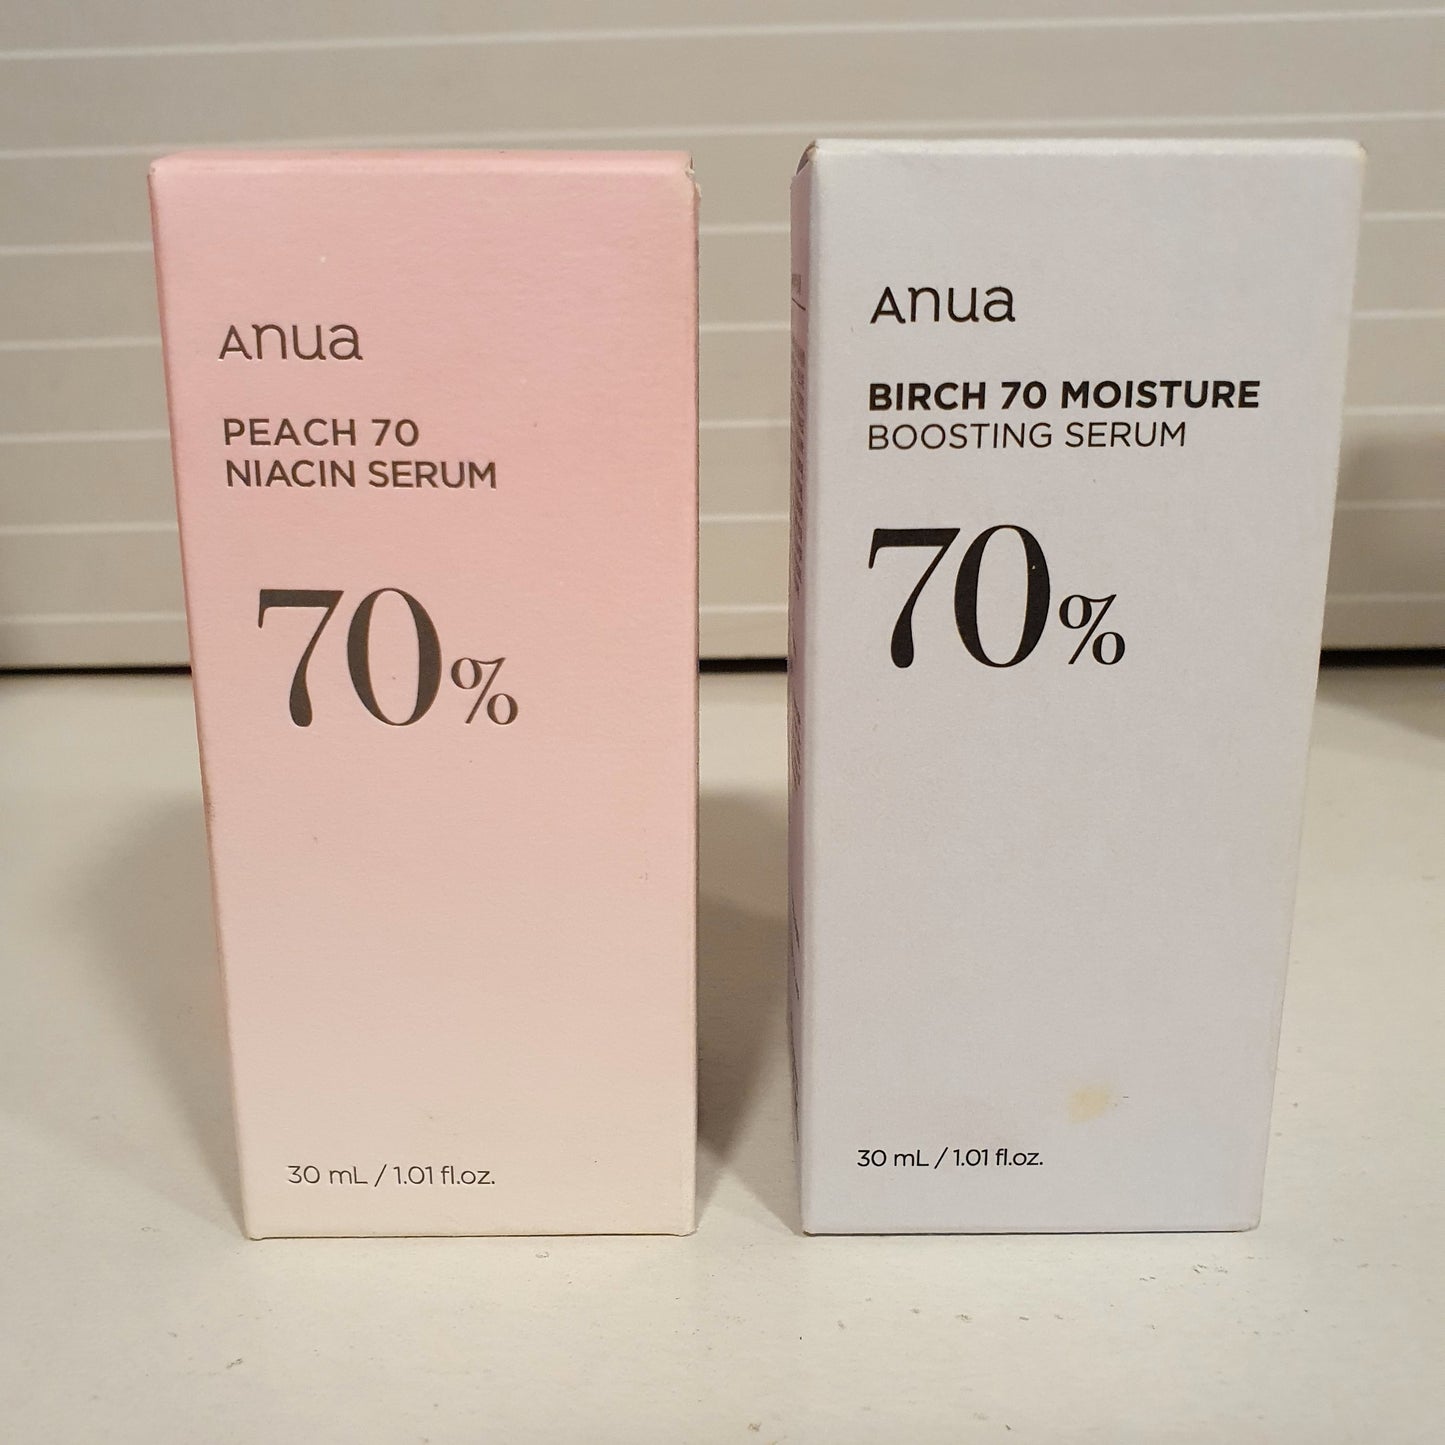 Anua
PEACH 70
NIACIN SERUM
70%
30 mL / 1.01 fl.oz.
Anua
BIRCH 70 MOISTURE
BOOSTING SERUM
70%
30 mL / 1.01 fl.oz.